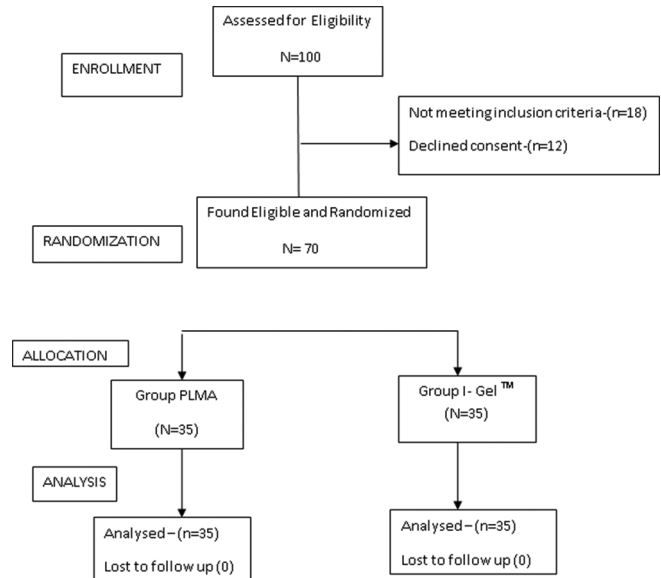 Assessed for Eligibility
N=100
ENROLLMENT
Not meeting inclusion criteria-(n=18)
Declined consent-(n=12)
Found Eligible and Randomized
N= 70
RANDOMIZATION
ALLOCATION
Group PLMA
(N=35)
Group I- Gel ™
(N=35)
ANALYSIS
Analysed – (n=35)
Lost to follow up (0)
Analysed – (n=35)
Lost to follow up (0)